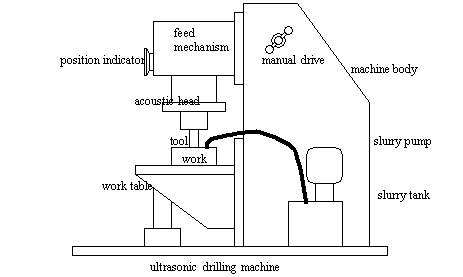 feed
mechanism
position indicator
manual drive
machine body
acoustic head
tool
slurry pump
work
work table
slurry tank
ultrasonic drilling machine